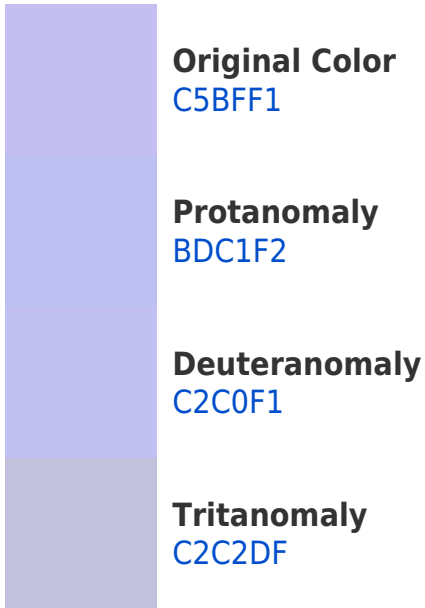 Original Color
C5BFF1
Protanomaly
BDC1F2
Deuteranomaly
C2C0F1
Tritanomaly
C2C2DF